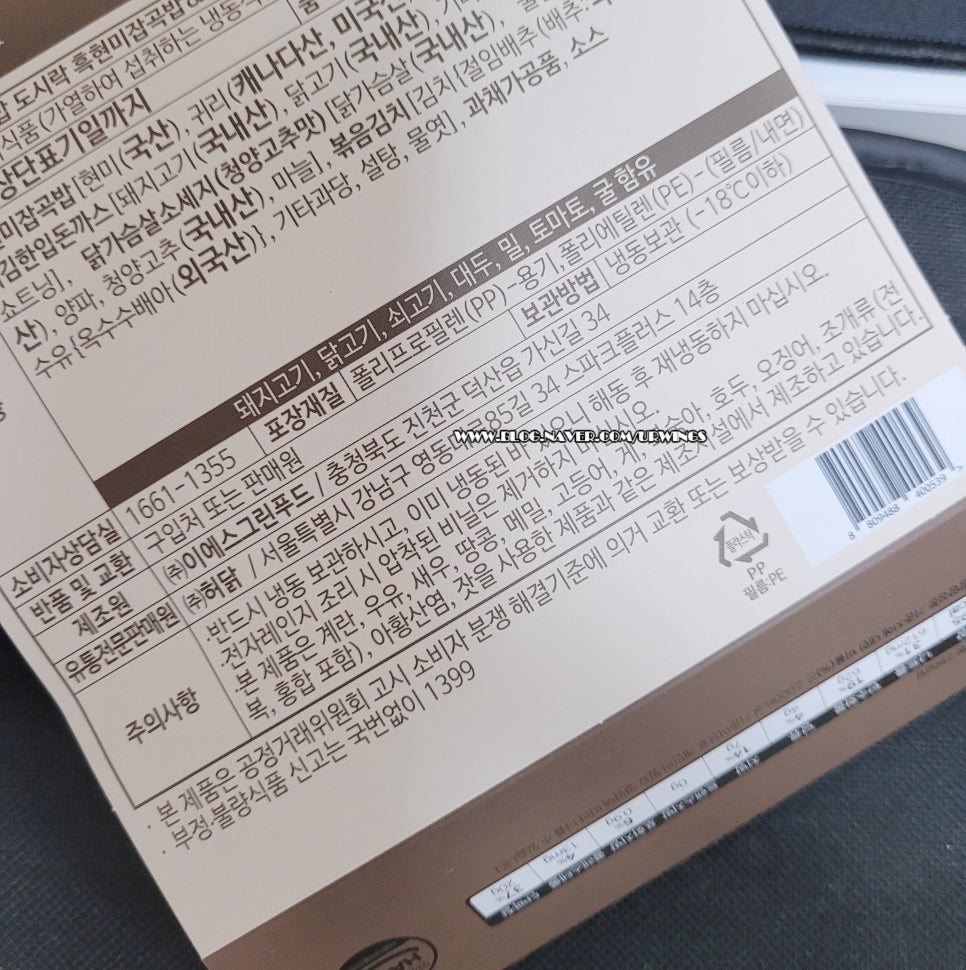 도시락 흑현미잡곡밥
식품(가열하여 섭취하는 냉동
상단표기일까지
미잡곡밥[현미(국산), 귀리(캐나다산, 미국산
김한입돈까스[돼지고기(국내산), 닭고기(국내산),
쇼트닝], 닭가슴살소세지(청양고추맛)[닭가슴살(국내산),
산), 양파, 청양고추(국내산), 마늘], 볶음김치[김치{절임배추(배추:
수유{옥수수배아(외국산)}, 기타과당, 설탕, 물엿], 과채가공품, 소스
돼지고기, 닭고기, 쇠고기, 대두, 밀, 토마토, 굴 함유
포장재질 폴리프로필렌(PP)-용기,폴리에틸렌(PE)-(필름/내면)
보관방법 냉동보관(-18℃이하)
소비자상담실 1661-1355
반품 및 교환 구입처 또는 판매원
제조원 ㈜이에스그린푸드 / 충청북도 진천군 덕산읍 가신길 34
유통전문판매원 ㈜허닭 / 서울특별시 강남구 영동대로85길 34 스파크플러스 14층
주의사항
·반드시 냉동 보관하시고, 이미 냉동된 바 있으니 해동 후 재냉동하지 마십시오.
·전자레인지 조리 시 압착된 비닐은 제거하지 마십시오.
·본 제품은 계란, 우유, 새우, 땅콩, 메밀, 고등어, 게, 복숭아, 호두, 오징어, 조개류(전
복, 홍합 포함), 아황산염, 잣을 사용한 제품과 같은 제조시설에서 제조하고 있습니다.
· 본 제품은 공정거래위원회 고시 소비자 분쟁 해결기준에 의거 교환 또는 보상받을 수 있습니다.
· 부정·불량식품 신고는 국번없이 1399
WWW.BLOG.NAVER.COM/URWINGS
플라스틱
PP
필름:PE
8 809488 400539